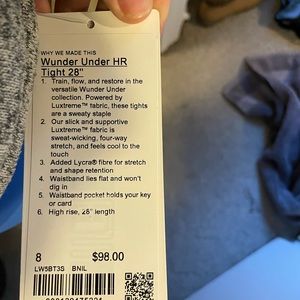 WHY WE MADE THIS
Wunder Under HR
Tight 28"
1. Train, flow, and restore in the
versatile Wunder Under
collection. Powered by
Luxtreme™ fabric, these tights
are a sweaty staple
2. Our slick and supportive
Luxtreme™ fabric is
sweat-wicking, four-way
stretch, and feels cool to the
touch
3. Added Lycra® fibre for stretch
and shape retention
4. Waistband lies flat and won't
dig in
5. Waistband pocket holds your key
or card
6. High rise, 28" length
8 $98.00
LW5BT3S BNIL